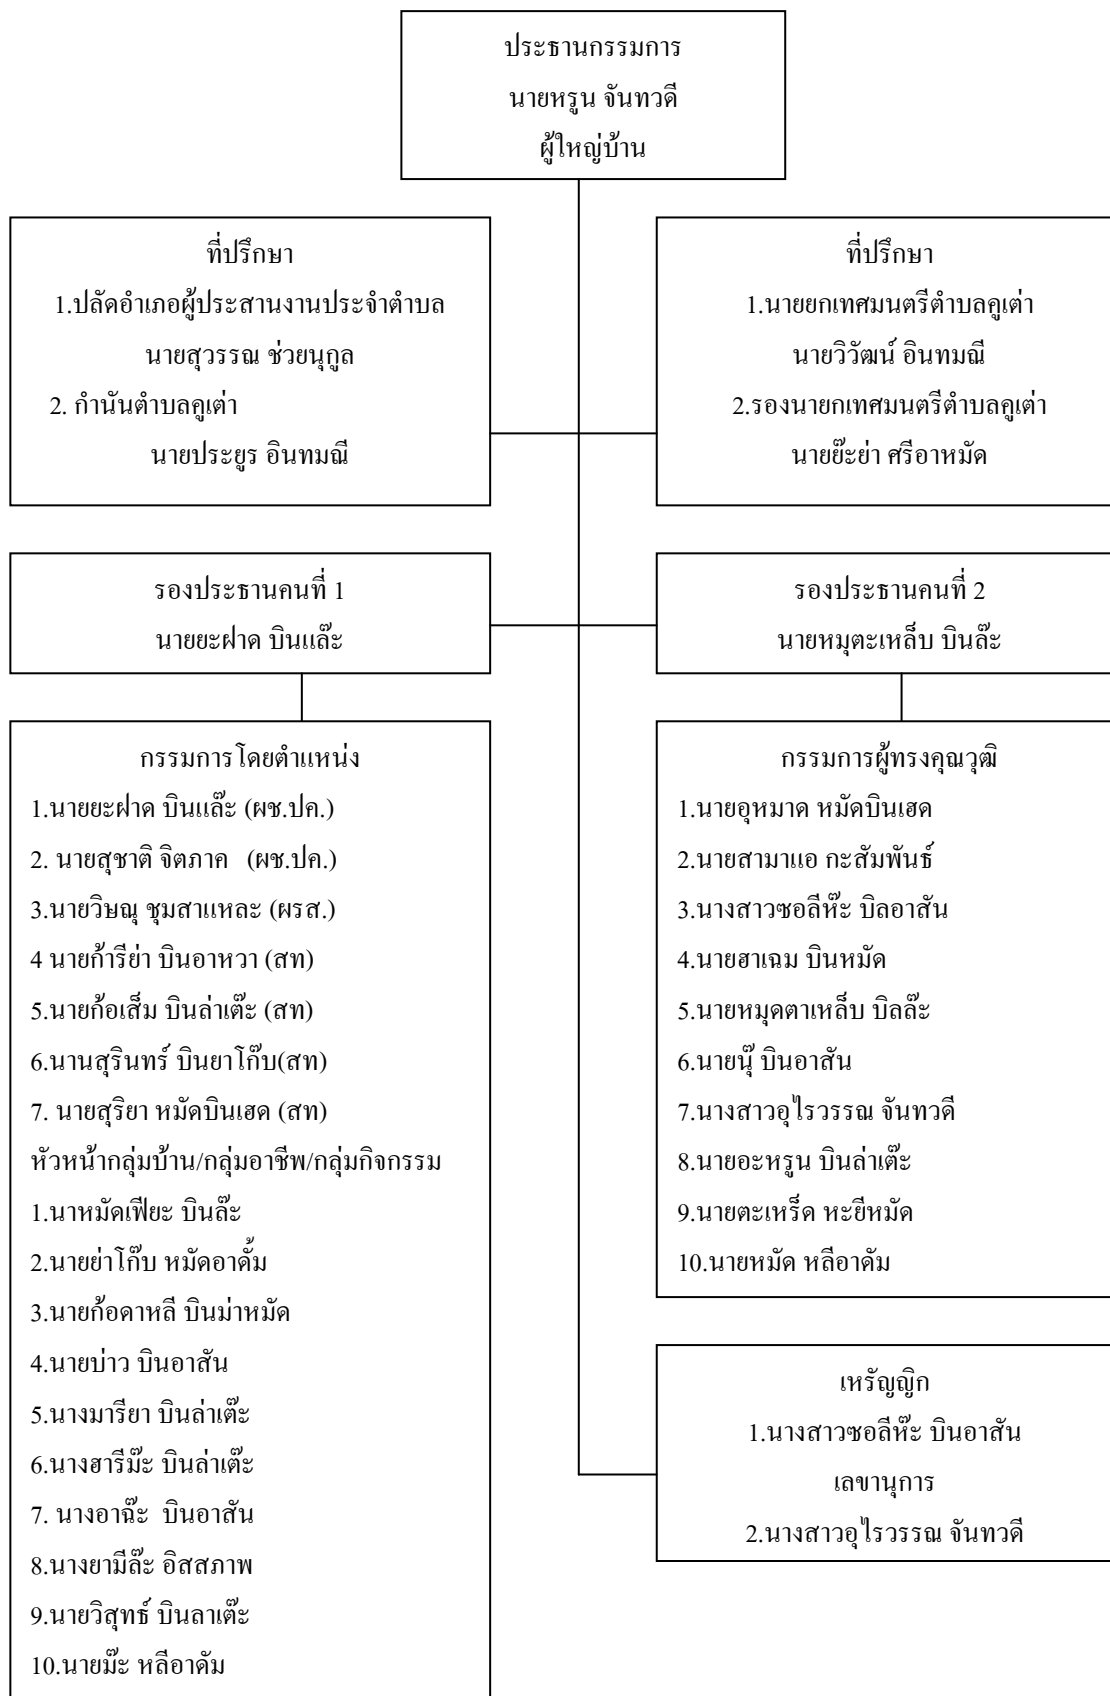 ประธานกรรมการ
นายหรูน จันทวดี
ผู้ใหญ่บ้าน
ที่ปรึกษา
1.ปลัดอำเภอผู้ประสานงานประจำตำบล
นายสุวรรณ ช่วยนุกูล
2. กำนันตำบลคูเต่า
นายประยูร อินทมณี
ที่ปรึกษา
1.นายยกเทศมนตรีตำบลคูเต่า
นายวิวัฒน์ อินทมณี
2.รองนายกเทศมนตรีตำบลคูเต่า
นายย๊ะย่า ศรีอาหมัด
รองประธานคนที่ 1
นายยะฝาด บินแล๊ะ
รองประธานคนที่ 2
นายหมุตะเหล็บ บินล๊ะ
กรรมการโดยตำแหน่ง
1.นายยะฝาด บินแล๊ะ (ผช.ปค.)
2. นายสุชาติ จิตภาค (ผช.ปค.)
3.นายวิษณุ ชุมสาแหละ (ผรส.)
4 นายก้ารีย่า บินอาหวา (สท)
5.นายก้อเส็ม บินล่าเต๊ะ (สท)
6.นานสุรินทร์ บินยาโก๊บ(สท)
7. นายสุริยา หมัดบินเฮด (สท)
หัวหน้ากลุ่มบ้าน/กลุ่มอาชีพ/กลุ่มกิจกรรม
1.นาหมัดเฟียะ บินล๊ะ
2.นายย่าโก๊บ หมัดอาดั้ม
3.นายก้อดาหลี บินม่าหมัด
4.นายบ่าว บินอาสัน
5.นางมารียา บินล่าเต๊ะ
6.นางฮารีม๊ะ บินล่าเต๊ะ
7. นางอาฉ๊ะ บินอาสัน
8.นางยามีล๊ะ อิสสภาพ
9.นายวิสุทธ์ บินลาเต๊ะ
10.นายม๊ะ หลีอาดัม
กรรมการผู้ทรงคุณวุฒิ
1.นายอุหมาด หมัดบินเฮด
2.นายสามาแอ กะสัมพันธ์
3.นางสาวซอลีห๊ะ บิลอาสัน
4.นายฮาเฉม บินหมัด
5.นายหมุดตาเหล็บ บิลล๊ะ
6.นายนุ๊ บินอาสัน
7.นางสาวอุไรวรรณ จันทวดี
8.นายอะหรูน บินล่าเต๊ะ
9.นายตะเหร็ด หะยีหมัด
10.นายหมัด หลีอาดัม
เหรัญญิก
1.นางสาวซอลีห๊ะ บินอาสัน
เลขานุการ
2.นางสาวอุไรวรรณ จันทวดี